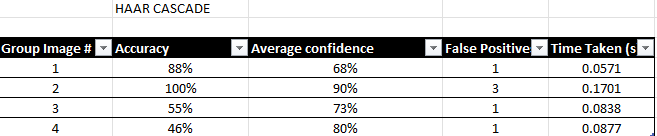 HAAR CASCADE
Group Image # Accuracy Average confidence False Positive Time Taken (s
1 88% 68% 1 0.0571
2 100% 90% 3 0.1701
3 55% 73% 1 0.0838
4 46% 80% 1 0.0877